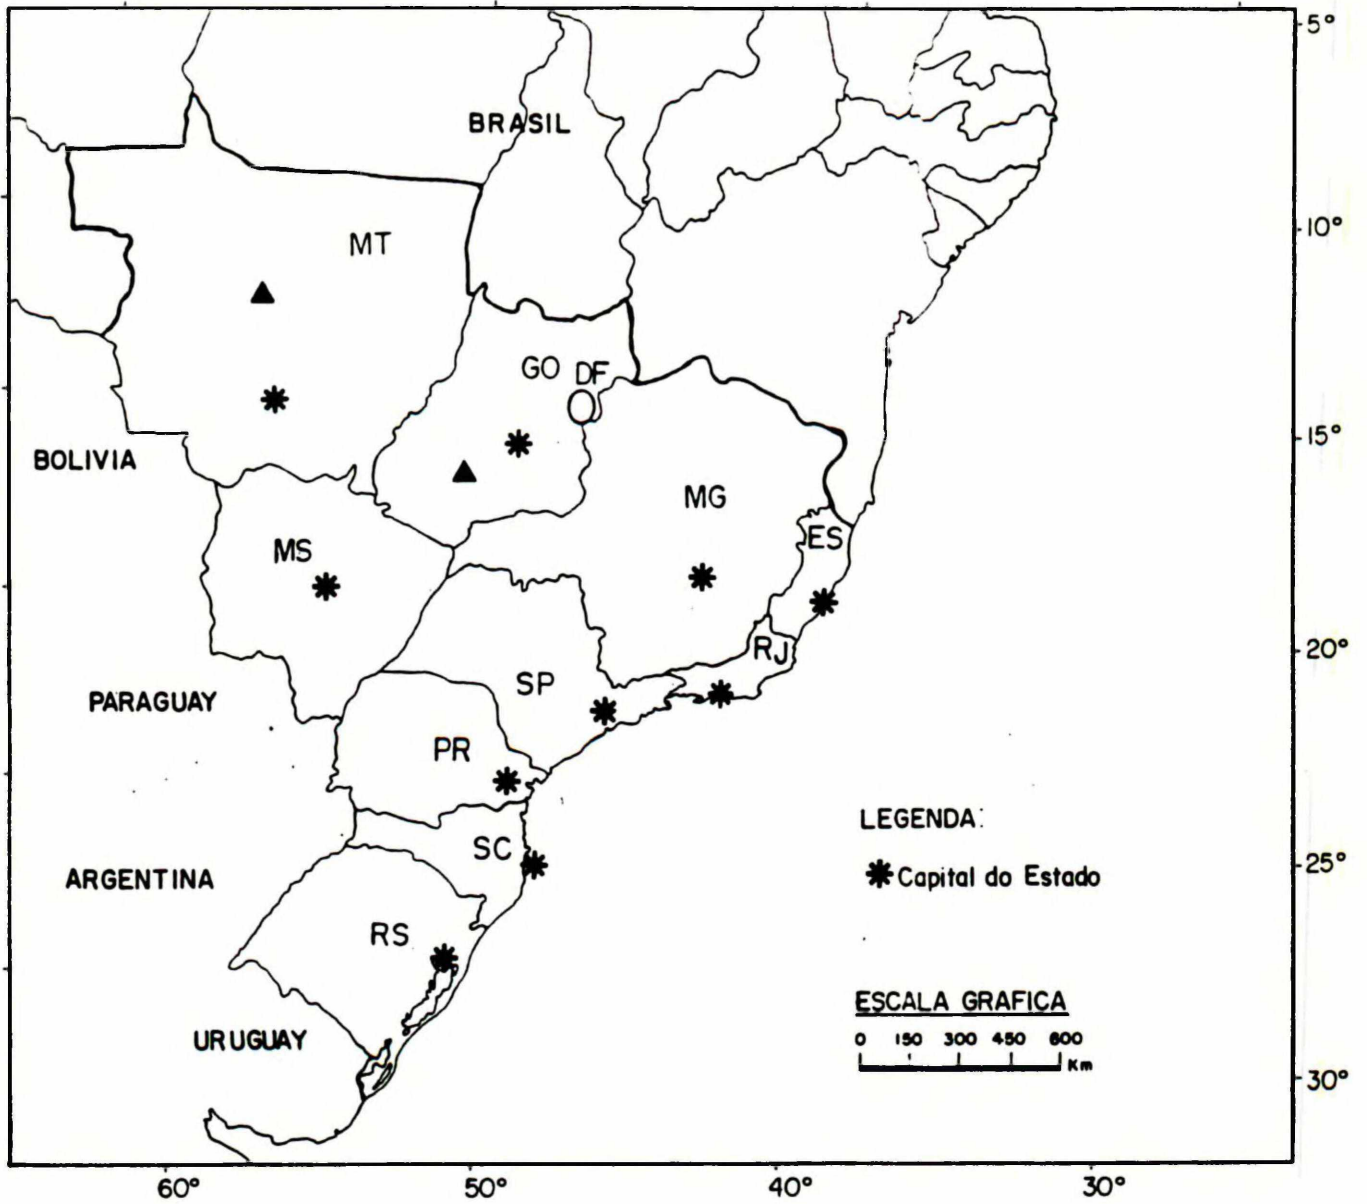 5°
BRASIL
10°
MT
GO DF
15°
BOLIVIA
MG
ES
MS
20°
RJ
SP
PARAGUAY
PR
LEGENDA:
SC
25°
ARGENTINA
Capital do Estado
RS
ESCALA GRAFICA
URUGUAY
0 150 300 450 600
Km
30°
60° 50° 40° 30°